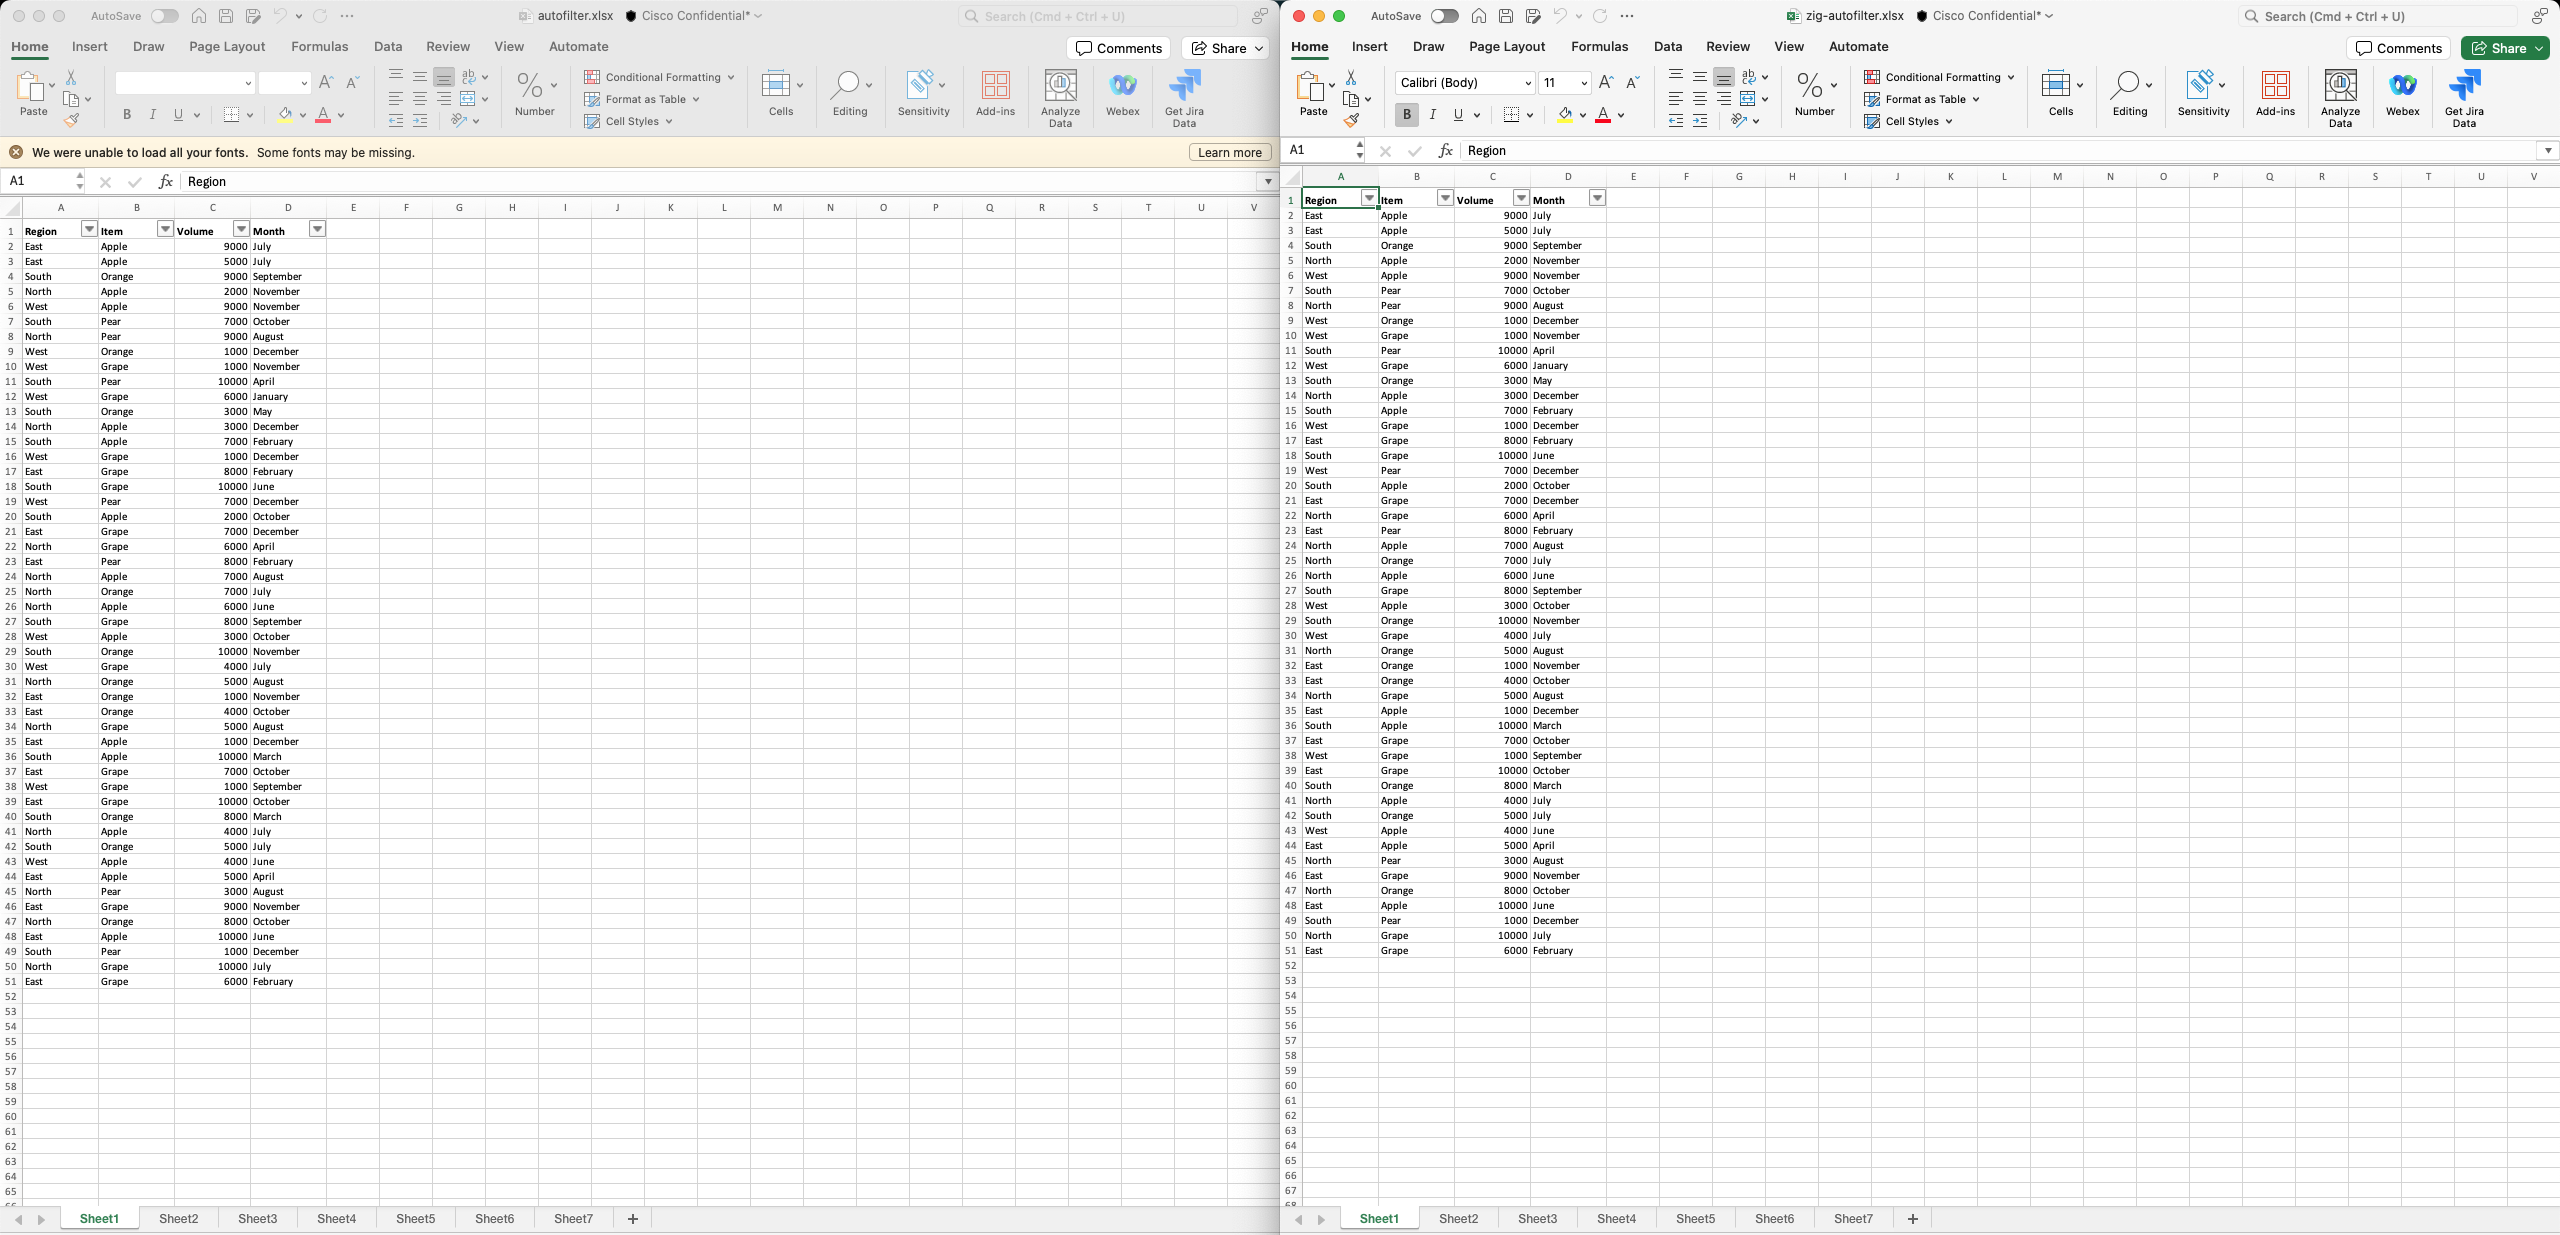 AutoSave autofilter.xlsx Cisco Confidential* Search (Cmd + Ctrl + U)
Home Insert Draw Page Layout Formulas Data Review View Automate Comments Share
Paste B I U Number Conditional Formatting Format as Table Cell Styles Cells Editing Sensitivity Add-ins Analyze Data Webex Get Jira Data
We were unable to load all your fonts. Some fonts may be missing. Learn more
A1 fx Region
A B C D E F G H I J K L M N O P Q R S T U V
1 Region Item Volume Month
2 East Apple 9000 July
3 East Apple 5000 July
4 South Orange 9000 September
5 North Apple 2000 November
6 West Apple 9000 November
7 South Pear 7000 October
8 North Pear 9000 August
9 West Orange 1000 December
10 West Grape 1000 November
11 South Pear 10000 April
12 West Grape 6000 January
13 South Orange 3000 May
14 North Apple 3000 December
15 South Apple 7000 February
16 West Grape 1000 December
17 East Grape 8000 February
18 South Grape 10000 June
19 West Pear 7000 December
20 South Apple 2000 October
21 East Grape 7000 December
22 North Grape 6000 April
23 East Pear 8000 February
24 North Apple 7000 August
25 North Orange 7000 July
26 North Apple 6000 June
27 South Grape 8000 September
28 West Apple 3000 October
29 South Orange 10000 November
30 West Grape 4000 July
31 North Orange 5000 August
32 East Orange 1000 November
33 East Orange 4000 October
34 North Grape 5000 August
35 East Apple 1000 December
36 South Apple 10000 March
37 East Grape 7000 October
38 West Grape 1000 September
39 East Grape 10000 October
40 South Orange 8000 March
41 North Apple 4000 July
42 South Orange 5000 July
43 West Apple 4000 June
44 East Apple 5000 April
45 North Pear 3000 August
46 East Grape 9000 November
47 North Orange 8000 October
48 East Apple 10000 June
49 South Pear 1000 December
50 North Grape 10000 July
51 East Grape 6000 February
52
53
54
55
56
57
58
59
60
61
62
63
64
65
Sheet1 Sheet2 Sheet3 Sheet4 Sheet5 Sheet6 Sheet7 +
AutoSave zig-autofilter.xlsx Cisco Confidential* Search (Cmd + Ctrl + U)
Home Insert Draw Page Layout Formulas Data Review View Automate Comments Share
Paste Calibri (Body) 11 B I U Number Conditional Formatting Format as Table Cell Styles Cells Editing Sensitivity Add-ins Analyze Data Webex Get Jira Data
A1 fx Region
A B C D E F G H I J K L M N O P Q R S T U V
1 Region Item Volume Month
2 East Apple 9000 July
3 East Apple 5000 July
4 South Orange 9000 September
5 North Apple 2000 November
6 West Apple 9000 November
7 South Pear 7000 October
8 North Pear 9000 August
9 West Orange 1000 December
10 West Grape 1000 November
11 South Pear 10000 April
12 West Grape 6000 January
13 South Orange 3000 May
14 North Apple 3000 December
15 South Apple 7000 February
16 West Grape 1000 December
17 East Grape 8000 February
18 South Grape 10000 June
19 West Pear 7000 December
20 South Apple 2000 October
21 East Grape 7000 December
22 North Grape 6000 April
23 East Pear 8000 February
24 North Apple 7000 August
25 North Orange 7000 July
26 North Apple 6000 June
27 South Grape 8000 September
28 West Apple 3000 October
29 South Orange 10000 November
30 West Grape 4000 July
31 North Orange 5000 August
32 East Orange 1000 November
33 East Orange 4000 October
34 North Grape 5000 August
35 East Apple 1000 December
36 South Apple 10000 March
37 East Grape 7000 October
38 West Grape 1000 September
39 East Grape 10000 October
40 South Orange 8000 March
41 North Apple 4000 July
42 South Orange 5000 July
43 West Apple 4000 June
44 East Apple 5000 April
45 North Pear 3000 August
46 East Grape 9000 November
47 North Orange 8000 October
48 East Apple 10000 June
49 South Pear 1000 December
50 North Grape 10000 July
51 East Grape 6000 February
52
53
54
55
56
57
58
59
60
61
62
63
64
65
66
67
Sheet1 Sheet2 Sheet3 Sheet4 Sheet5 Sheet6 Sheet7 +